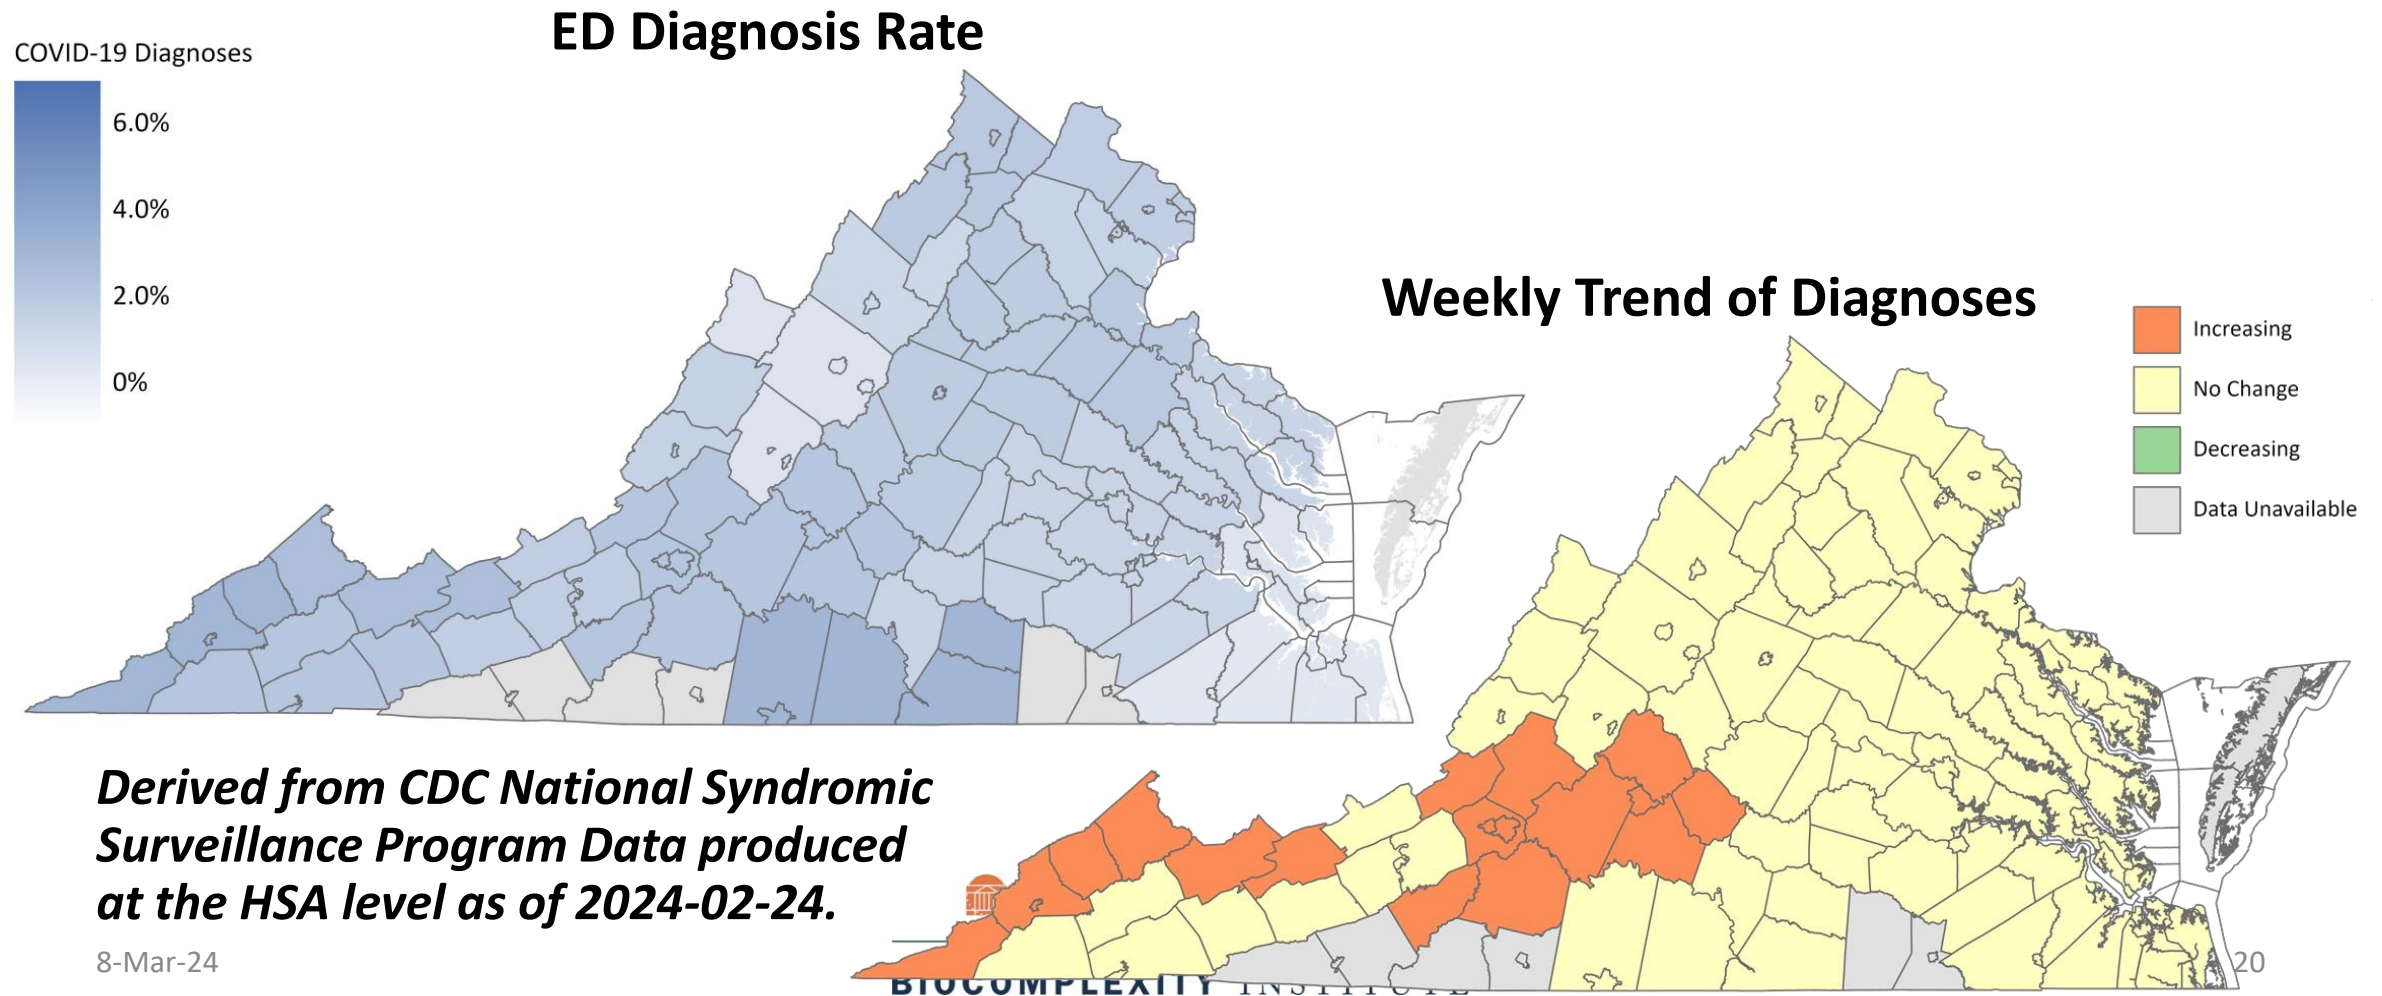 ED Diagnosis Rate
COVID-19 Diagnoses
6.0%
4.0%
2.0%
0%
Weekly Trend of Diagnoses
Increasing
No Change
Decreasing
Data Unavailable
Derived from CDC National Syndromic
Surveillance Program Data produced
at the HSA level as of 2024-02-24.
8-Mar-24
20
BIOCOMPLEXITY INSTITUTE